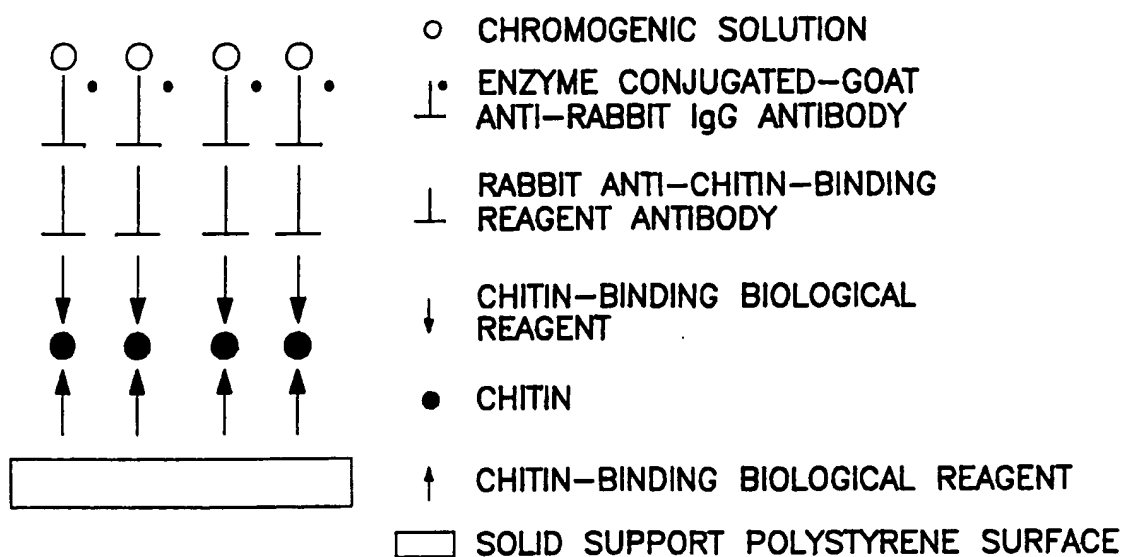 CHROMOGENIC SOLUTION
ENZYME CONJUGATED-GOAT
ANTI-RABBIT IgG ANTIBODY
RABBIT ANTI-CHITIN-BINDING
REAGENT ANTIBODY
CHITIN-BINDING BIOLOGICAL
REAGENT
CHITIN
CHITIN-BINDING BIOLOGICAL REAGENT
SOLID SUPPORT POLYSTYRENE SURFACE